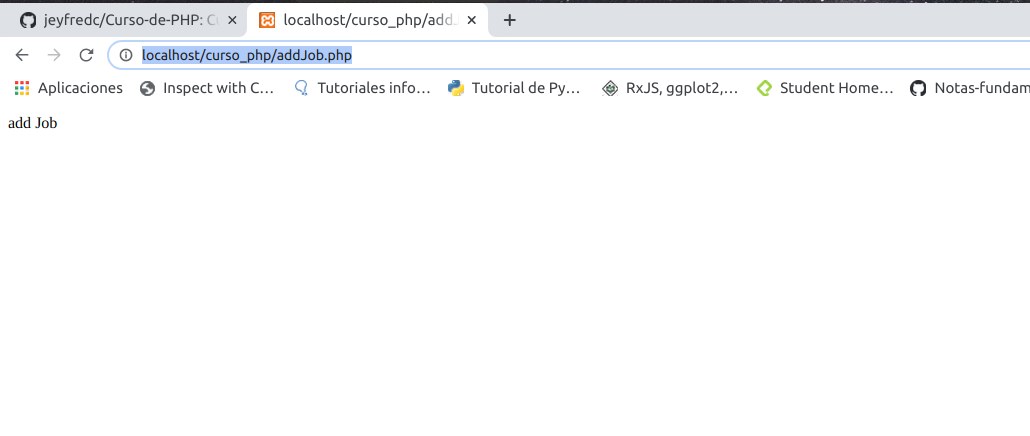 jeyfredc/Curso-de-PHP: C
localhost/curso_php/add
localhost/curso_php/addJob.php
Aplicaciones Inspect with C... Tutoriales info... Tutorial de Py... RxJS, ggplot2,... Student Home... Notas-fundam
add Job